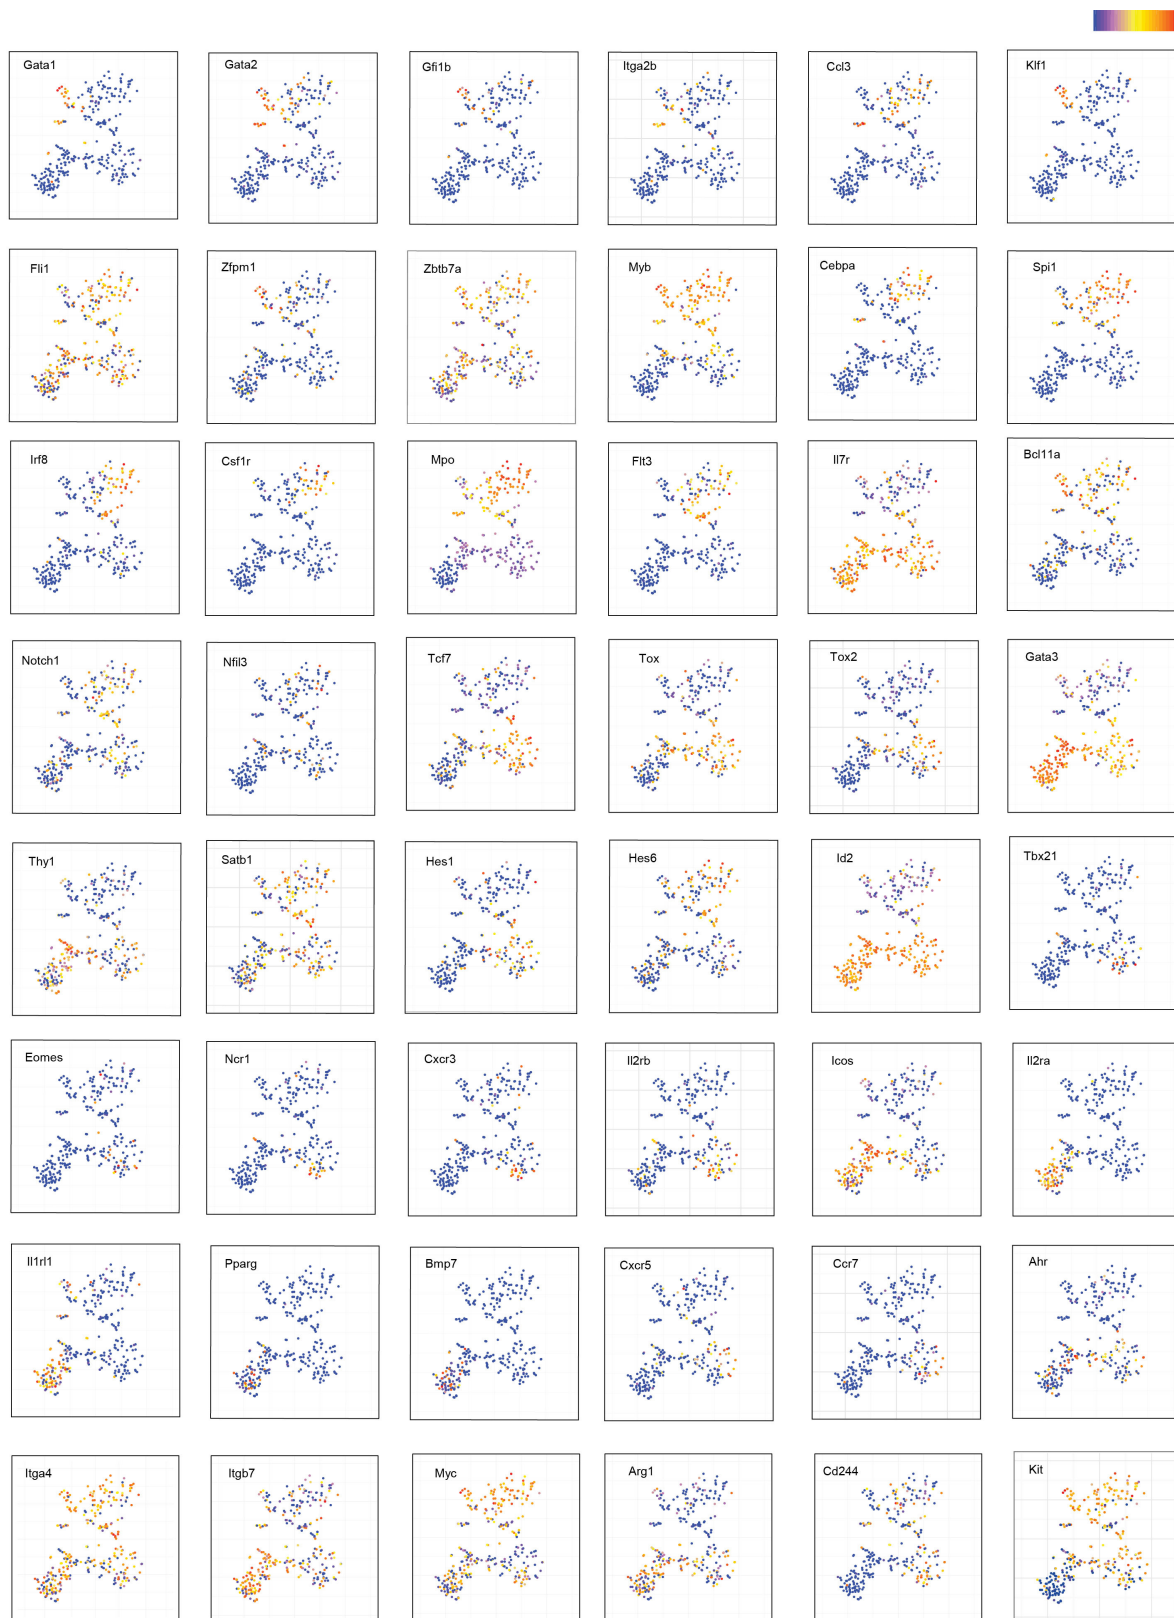 Gata1
Gata2
Gfi1b
Itga2b
Ccl3
Klf1
Fli1
Zfpm1
Zbtb7a
Myb
Cebpa
Spi1
Irf8
Csf1r
Mpo
Flt3
Il7r
Bcl11a
Notch1
Nfil3
Tcf7
Tox
Tox2
Gata3
Thy1
Satb1
Hes1
Hes6
Id2
Tbx21
Eomes
Ncr1
Cxcr3
Il2rb
Icos
Il2ra
Il1rl1
Pparg
Bmp7
Cxcr5
Ccr7
Ahr
Itga4
Itgb7
Myc
Arg1
Cd244
Kit